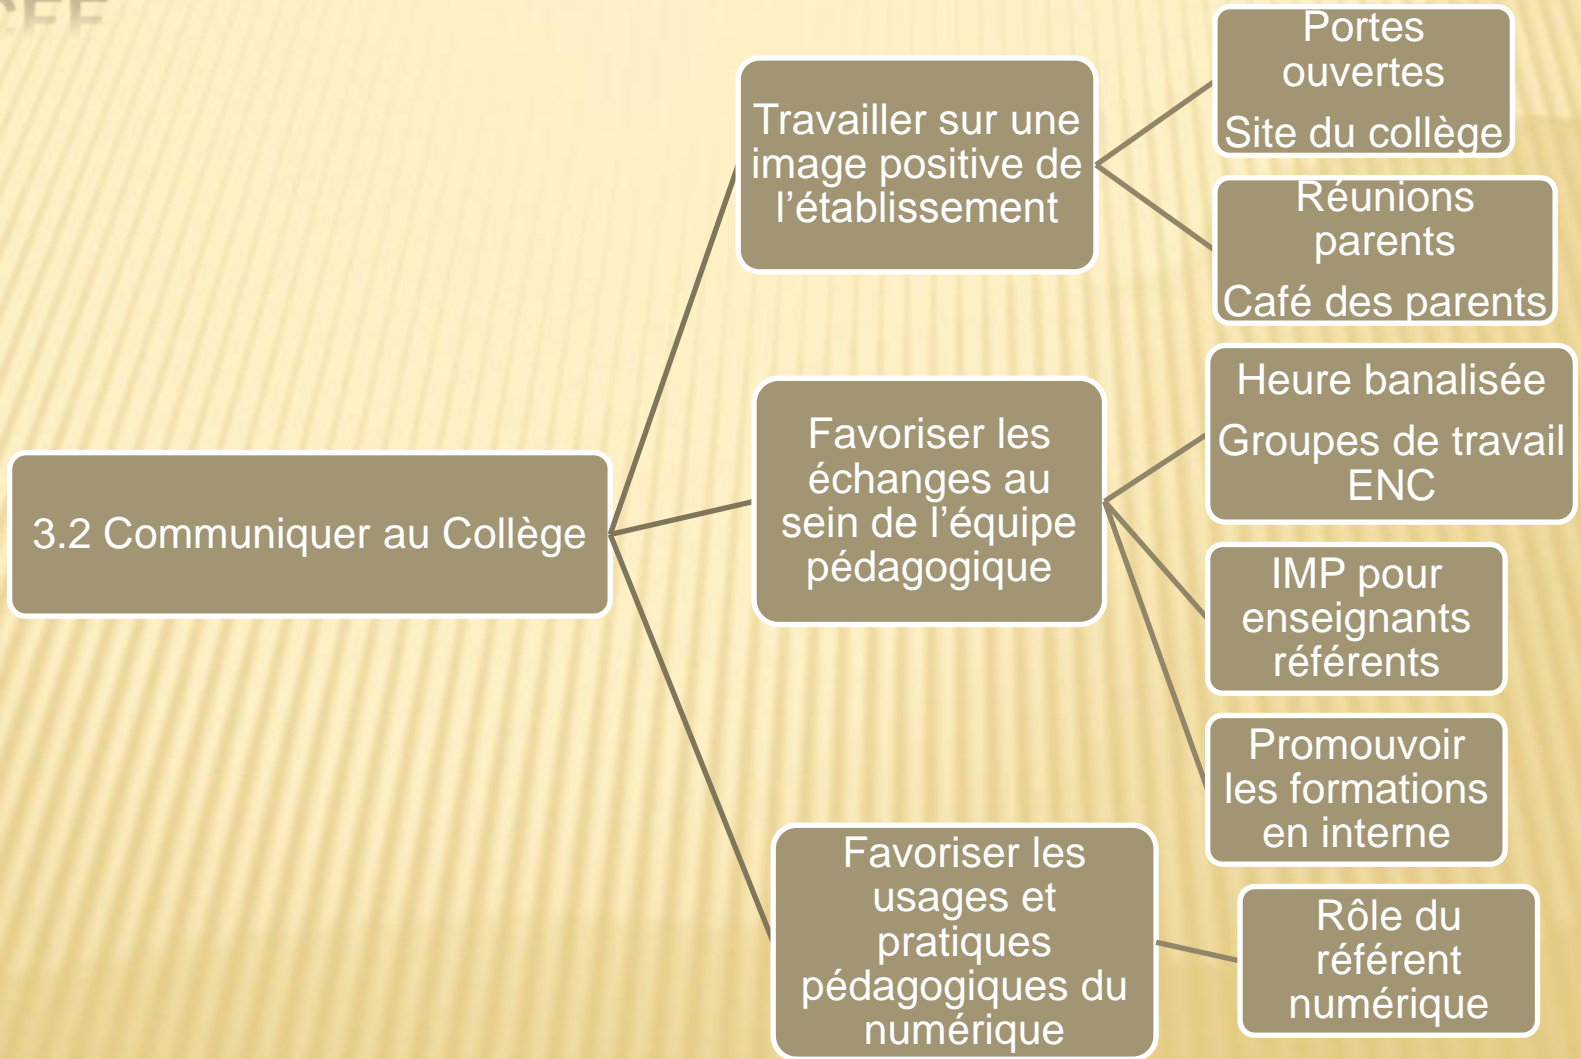 3.2 Communiquer au Collège
Travailler sur une
image positive de
l’établissement
Portes
ouvertes
Site du collège
Réunions
parents
Café des parents
Favoriser les
échanges au
sein de l’équipe
pédagogique
Heure banalisée
Groupes de travail
ENC
IMP pour
enseignants
référents
Promouvoir
les formations
en interne
Favoriser les
usages et
pratiques
pédagogiques du
numérique
Rôle du
référent
numérique